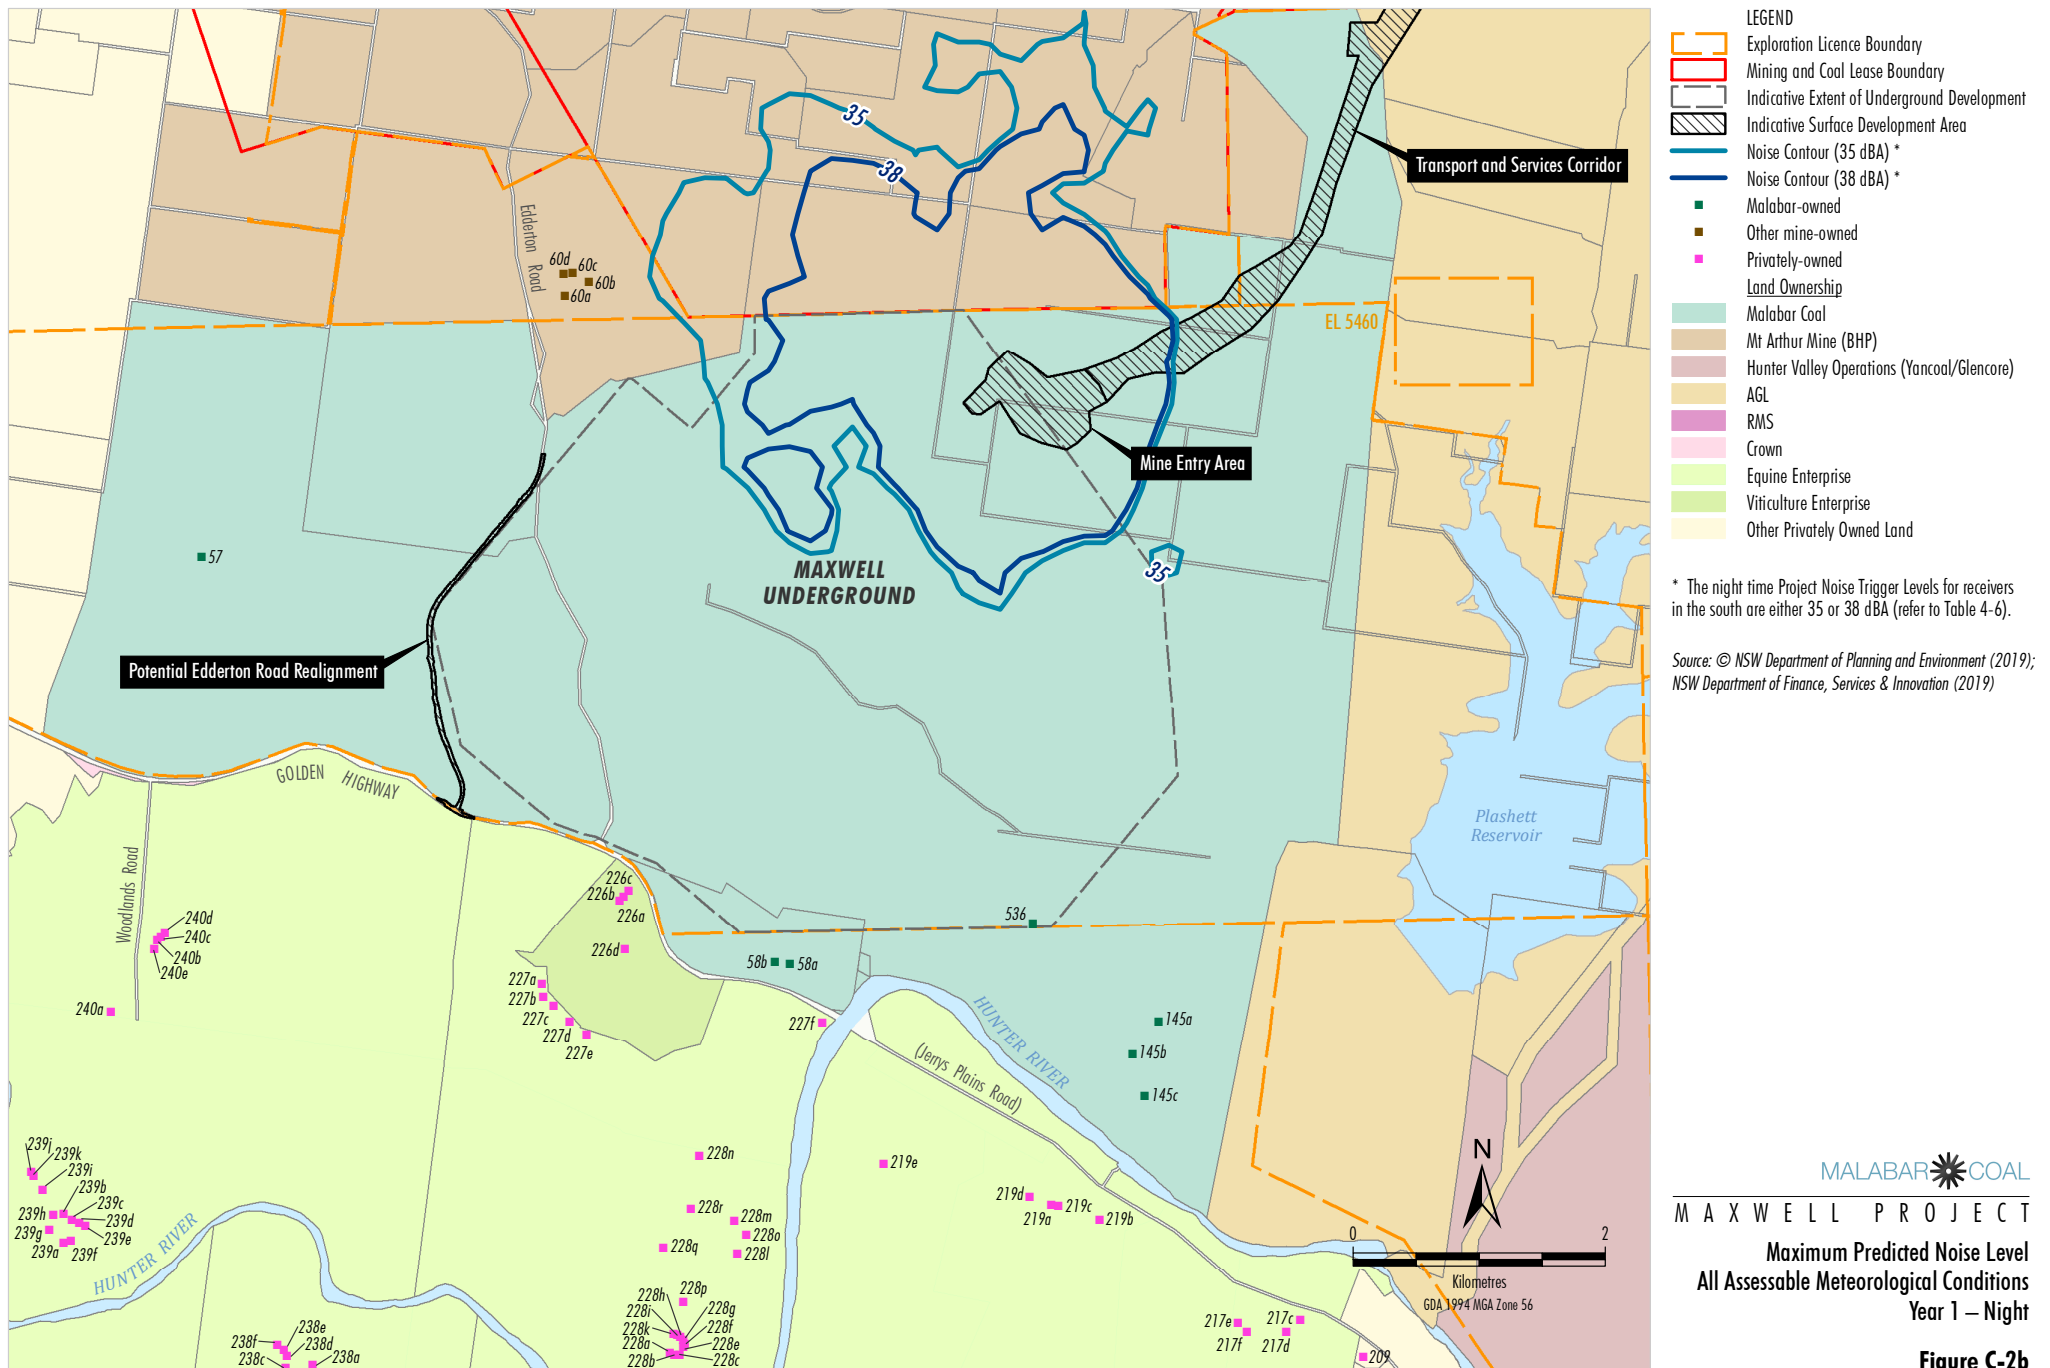 LEGEND
Exploration Licence Boundary
Mining and Coal Lease Boundary
Indicative Extent of Underground Development
Indicative Surface Development Area
Noise Contour (35 dBA) *
Noise Contour (38 dBA) *
Malabar-owned
Other mine-owned
Privately-owned
Land Ownership
Malabar Coal
Mt Arthur Mine (BHP)
Hunter Valley Operations (Yancoal/Glencore)
AGL
RMS
Crown
Equine Enterprise
Viticulture Enterprise
Other Privately Owned Land
* The night time Project Noise Trigger Levels for receivers
in the south are either 35 or 38 dBA (refer to Table 4-6).
Source: © NSW Department of Planning and Environment (2019);
NSW Department of Finance, Services & Innovation (2019)
35
38
Transport and Services Corridor
Edderton Road
60d
60c
60b
60a
EL 5460
Mine Entry Area
57
MAXWELL
UNDERGROUND
35
Potential Edderton Road Realignment
GOLDEN HIGHWAY
Plashett
Reservoir
Woodlands Road
226c
226b
226a
226d
536
58b
58a
240d
240c
240b
240e
240a
227a
227b
227c
227d
227e
227f
HUNTER RIVER
(Jerrys Plains Road)
145a
145b
145c
239j
239k
239i
239b
239c
239h
239d
239g
239e
239a
239f
HUNTER RIVER
228n
219e
228r
228m
228o
228q
228l
219d
219a
219c
219b
228p
228h
228g
228i
228f
228k
228e
228a
228b
228c
238e
238f
238d
238c
238a
217e
217c
217f
217d
209
N
0
2
Kilometres
GDA 1994 MGA Zone 56
MALABAR COAL
MAXWELL PROJECT
Maximum Predicted Noise Level
All Assessable Meteorological Conditions
Year 1 – Night
Figure C-2b